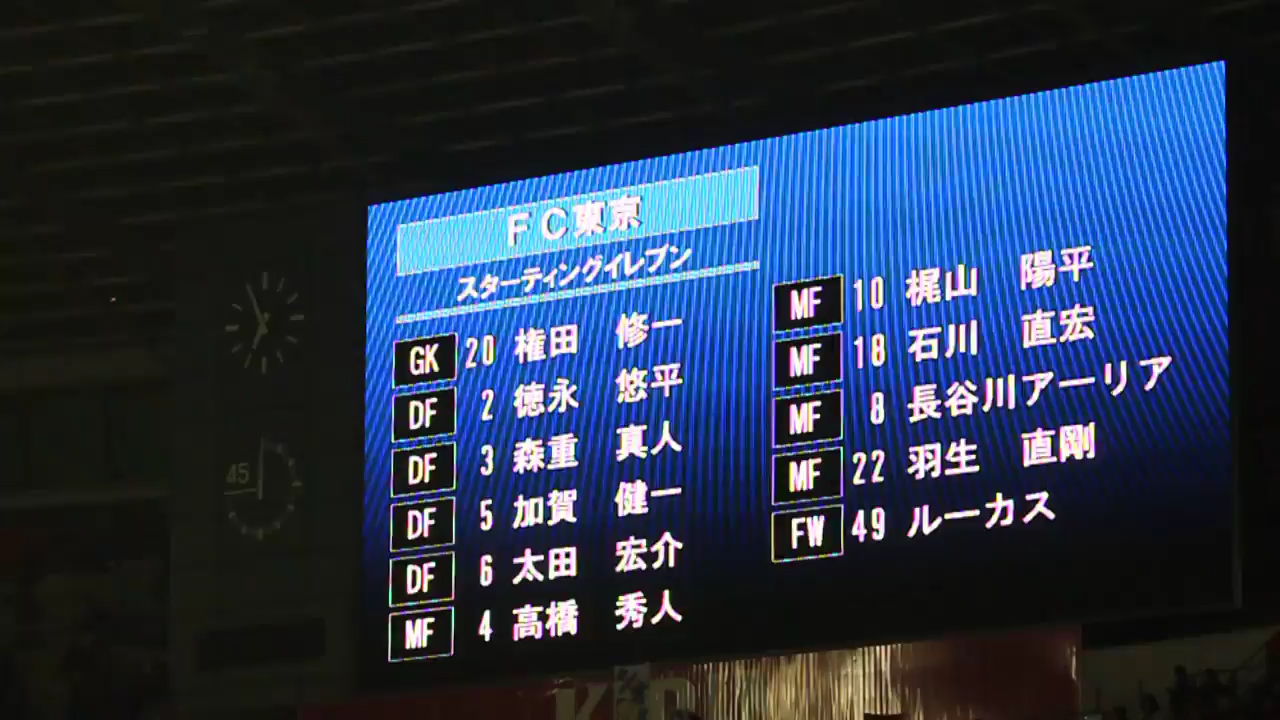 FC東京
スターティングイレブン
GK 20 権田 修一
DF 2 徳永 悠平
DF 3 森重 真人
DF 5 加賀 健一
DF 6 太田 宏介
MF 4 高橋 秀人
MF 10 梶山 陽平
MF 18 石川 直宏
MF 8 長谷川アーリア
MF 22 羽生 直剛
FW 49 ルーカス
45